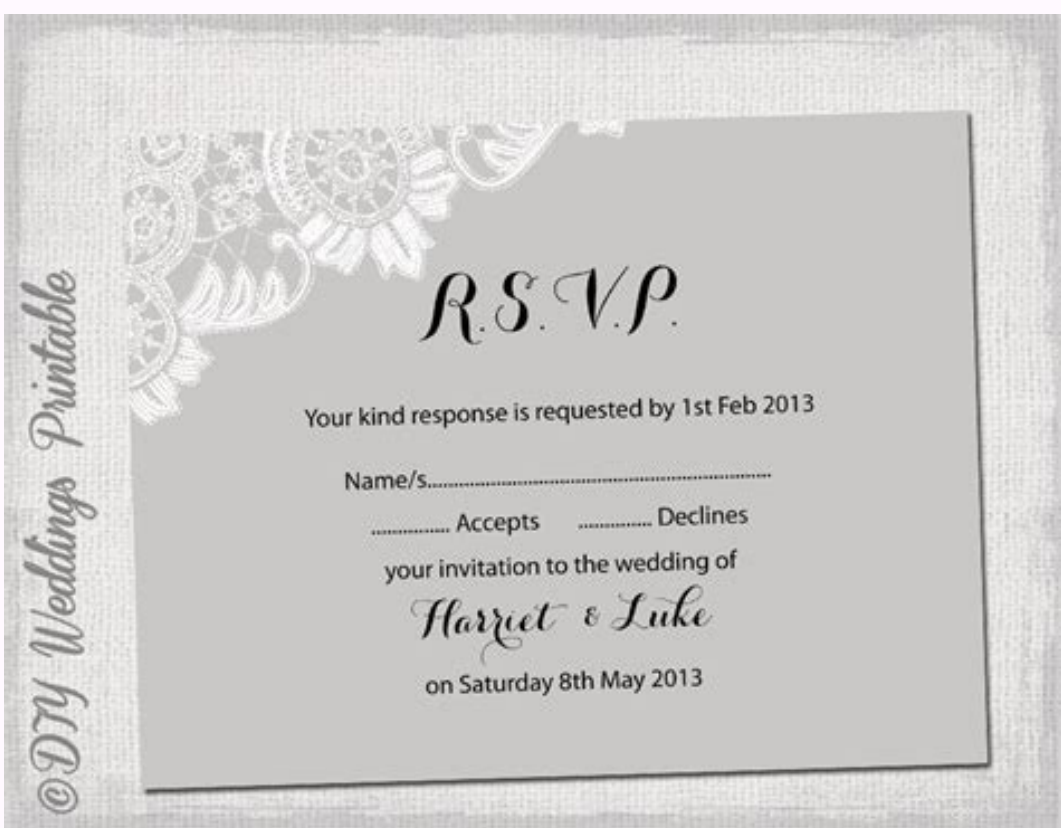 R.S.V.P.
Your kind response is requested by 1st Feb 2013
Name/s......................................................................
................ Accepts ............... Declines
your invitation to the wedding of
Harriet & Luke
on Saturday 8th May 2013
©DIY Weddings Printable